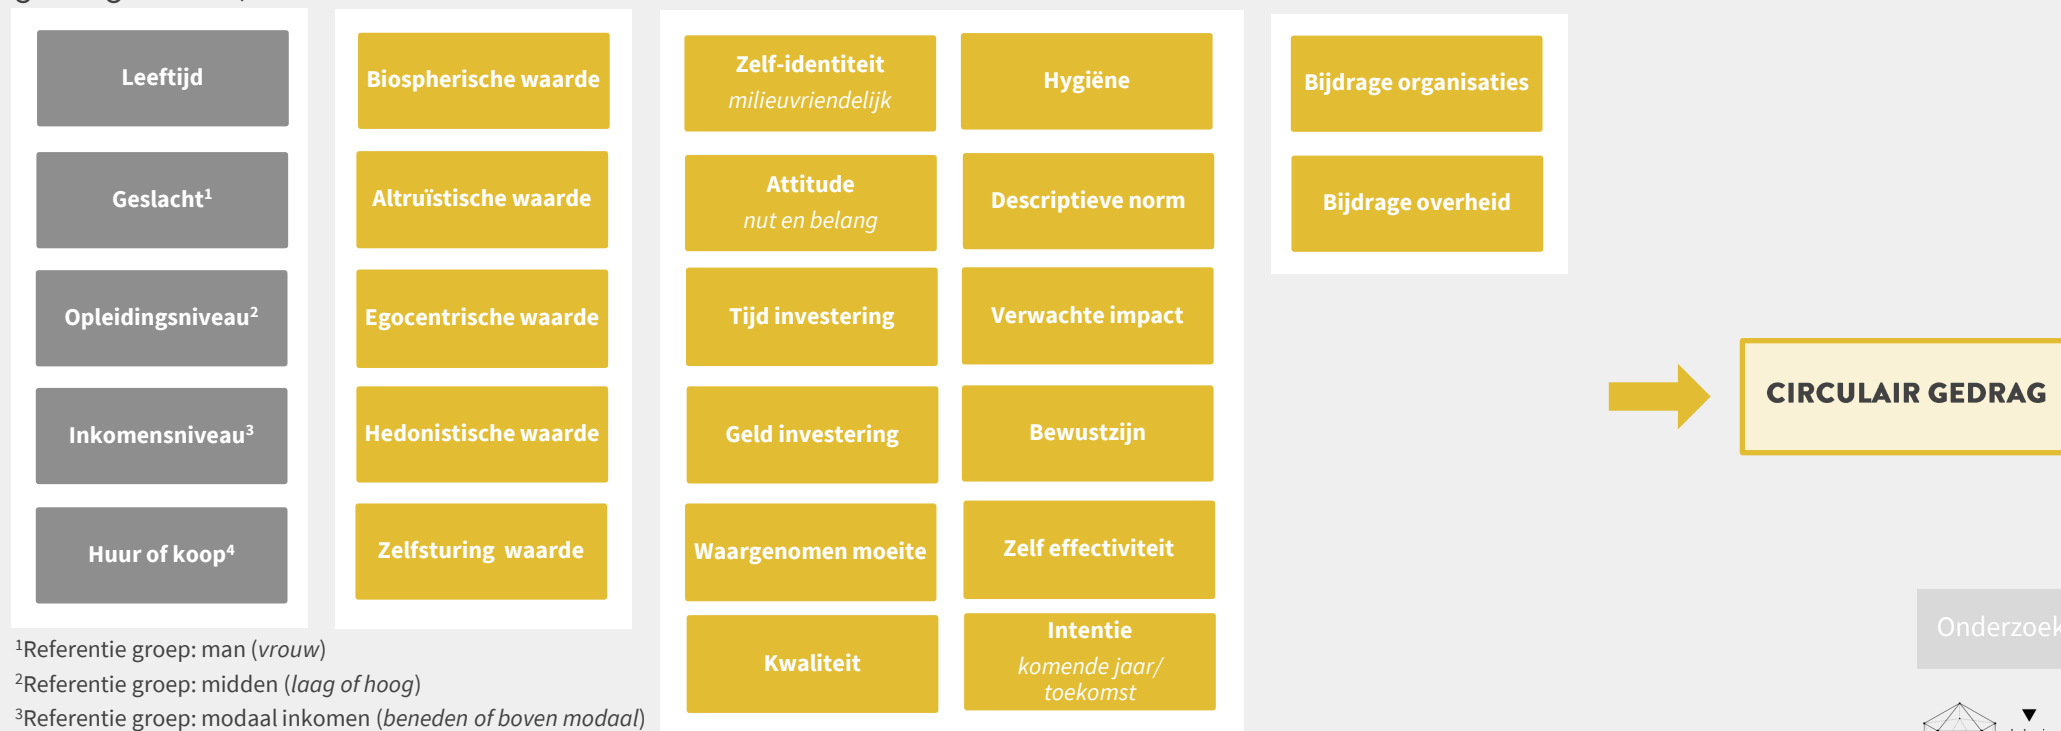 Leeftijd
Geslacht¹
Opleidingsniveau²
Inkomensniveau³
Huur of koop⁴
Biospherische waarde
Altruïstische waarde
Egocentrische waarde
Hedonistische waarde
Zelfsturing waarde
Zelf-identiteit
milieuvriendelijk
Attitude
nut en belang
Tijd investering
Geld investering
Waargenomen moeite
Kwaliteit
Hygiëne
Descriptieve norm
Verwachte impact
Bewustzijn
Zelf effectiviteit
Intentie
komende jaar/
toekomst
Bijdrage organisaties
Bijdrage overheid
CIRCULAIR GEDRAG
Onderzoek
¹Referentie groep: man (vrouw)
²Referentie groep: midden (laag of hoog)
³Referentie groep: modaal inkomen (beneden of boven modaal)